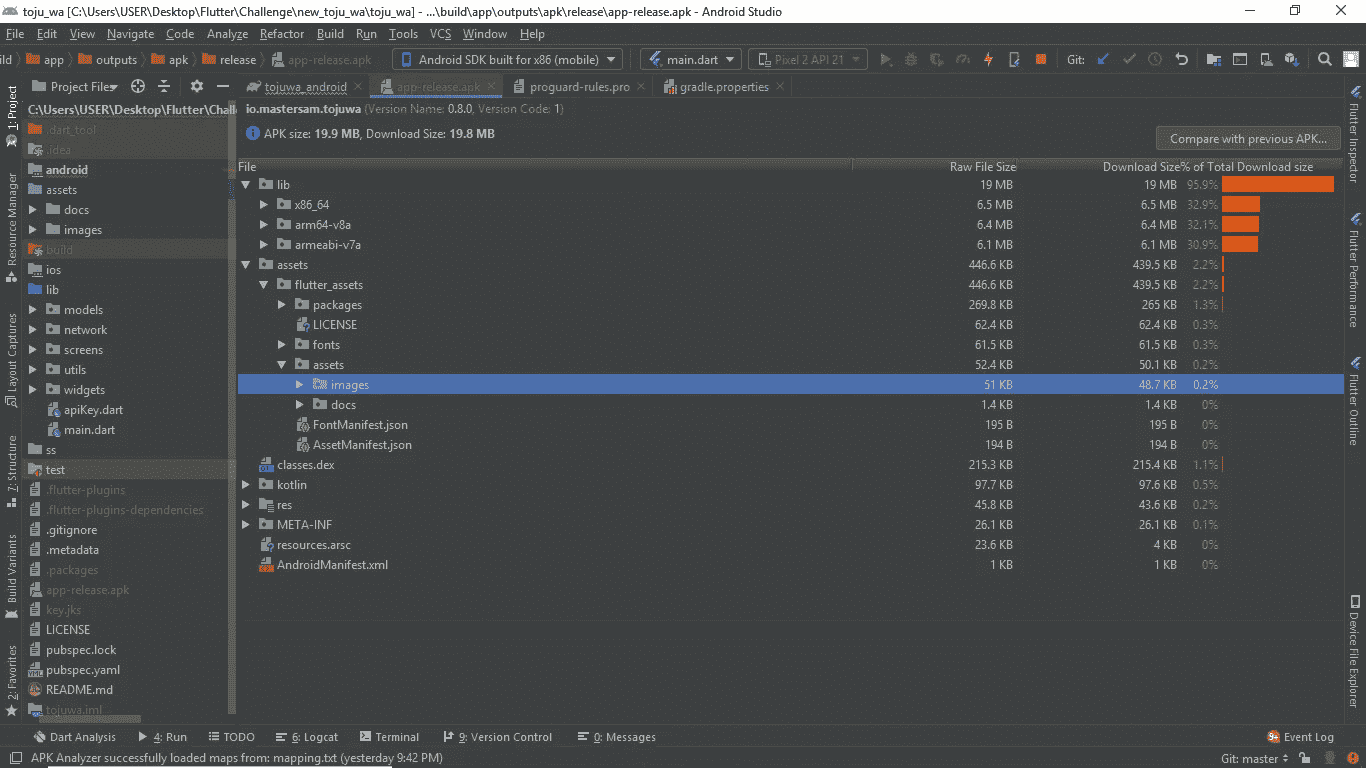 toju_wa [C:\Users\USER\Desktop\Flutter\Challenge\new_toju_wa\toju_wa] - ...\build\app\outputs\apk\release\app-release.apk - Android Studio
File Edit View Navigate Code Analyze Refactor Build Run Tools VCS Window Help
ild app outputs apk release app-release.apk Android SDK built for x86 (mobile) main.dart Pixel 2 API 21 Git:
Project Files tojuwa_android app-release.apk proguard-rules.pro gradle.properties
C:\Users\USER\Desktop\Flutter\Challe
.dart_tool
.idea
android
assets
docs
images
build
ios
lib
models
network
screens
utils
widgets
apiKey.dart
main.dart
ss
test
.flutter-plugins
.flutter-plugins-dependencies
.gitignore
.metadata
.packages
app-release.apk
key.jks
LICENSE
pubspec.lock
pubspec.yaml
README.md
tojuwa.iml
1: Project
Resource Manager
Layout Captures
7: Structure
Build Variants
2: Favorites
io.mastersam.tojuwa (Version Name: 0.8.0, Version Code: 1)
APK size: 19.9 MB, Download Size: 19.8 MB
Compare with previous APK...
File Raw File Size Download Size % of Total Download size
lib 19 MB 19 MB 95.9%
x86_64 6.5 MB 6.5 MB 32.9%
arm64-v8a 6.4 MB 6.4 MB 32.1%
armeabi-v7a 6.1 MB 6.1 MB 30.9%
assets 446.6 KB 439.5 KB 2.2%
flutter_assets 446.6 KB 439.5 KB 2.2%
packages 269.8 KB 265 KB 1.3%
LICENSE 62.4 KB 62.4 KB 0.3%
fonts 61.5 KB 61.5 KB 0.3%
assets 52.4 KB 50.1 KB 0.2%
images 51 KB 48.7 KB 0.2%
docs 1.4 KB 1.4 KB 0%
FontManifest.json 195 B 195 B 0%
AssetManifest.json 194 B 194 B 0%
classes.dex 215.3 KB 215.4 KB 1.1%
kotlin 97.7 KB 97.6 KB 0.5%
res 45.8 KB 43.6 KB 0.2%
META-INF 26.1 KB 26.1 KB 0.1%
resources.arsc 23.6 KB 4 KB 0%
AndroidManifest.xml 1 KB 1 KB 0%
Flutter Inspector
Flutter Performance
Flutter Outline
Device File Explorer
Dart Analysis 4: Run TODO 6: Logcat Terminal 9: Version Control 0: Messages 9+ Event Log
APK Analyzer successfully loaded maps from: mapping.txt (yesterday 9:42 PM) Git: master